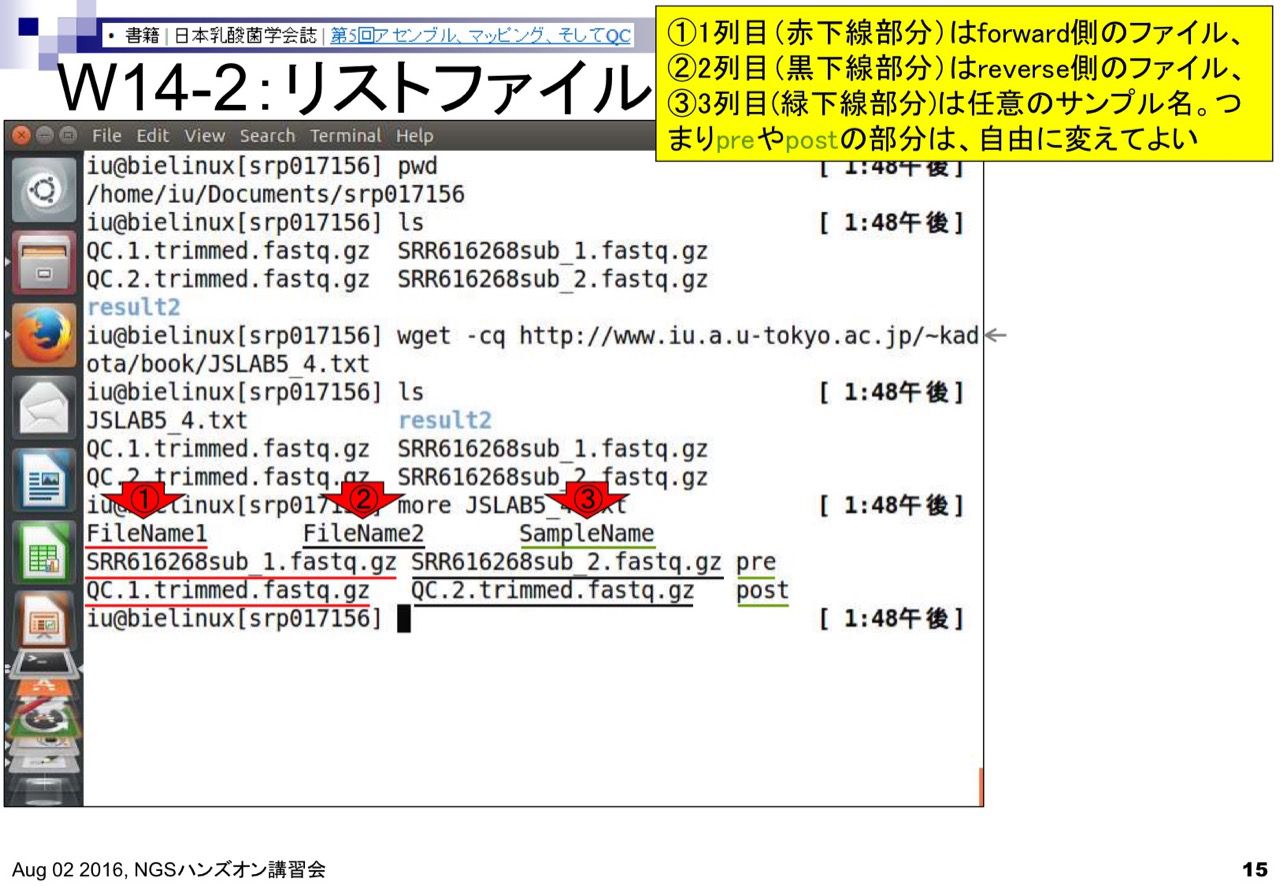 • 書籍 | 日本乳酸菌学会誌 | 第5回アセンブル、マッピング、そしてQC
W14-2：リストファイル
①1列目（赤下線部分）はforward側のファイル、
②2列目（黒下線部分）はreverse側のファイル、
③3列目(緑下線部分)は任意のサンプル名。つ
まりpreやpostの部分は、自由に変えてよい
File Edit View Search Terminal Help
iu@bielinux[srp017156] pwd [ 1:48午後]
/home/iu/Documents/srp017156
iu@bielinux[srp017156] ls [ 1:48午後]
QC.1.trimmed.fastq.gz SRR616268sub_1.fastq.gz
QC.2.trimmed.fastq.gz SRR616268sub_2.fastq.gz
result2
iu@bielinux[srp017156] wget -cq http://www.iu.a.u-tokyo.ac.jp/~kad ←
ota/book/JSLAB5_4.txt
iu@bielinux[srp017156] ls [ 1:48午後]
JSLAB5_4.txt result2
QC.1.trimmed.fastq.gz SRR616268sub_1.fastq.gz
QC.2.trimmed.fastq.gz SRR616268sub_2.fastq.gz
① ② ③
iu@bielinux[srp017156] more JSLAB5_4.txt [ 1:48午後]
FileName1 FileName2 SampleName
SRR616268sub_1.fastq.gz SRR616268sub_2.fastq.gz pre
QC.1.trimmed.fastq.gz QC.2.trimmed.fastq.gz post
iu@bielinux[srp017156] [ 1:48午後]
Aug 02 2016, NGSハンズオン講習会
15